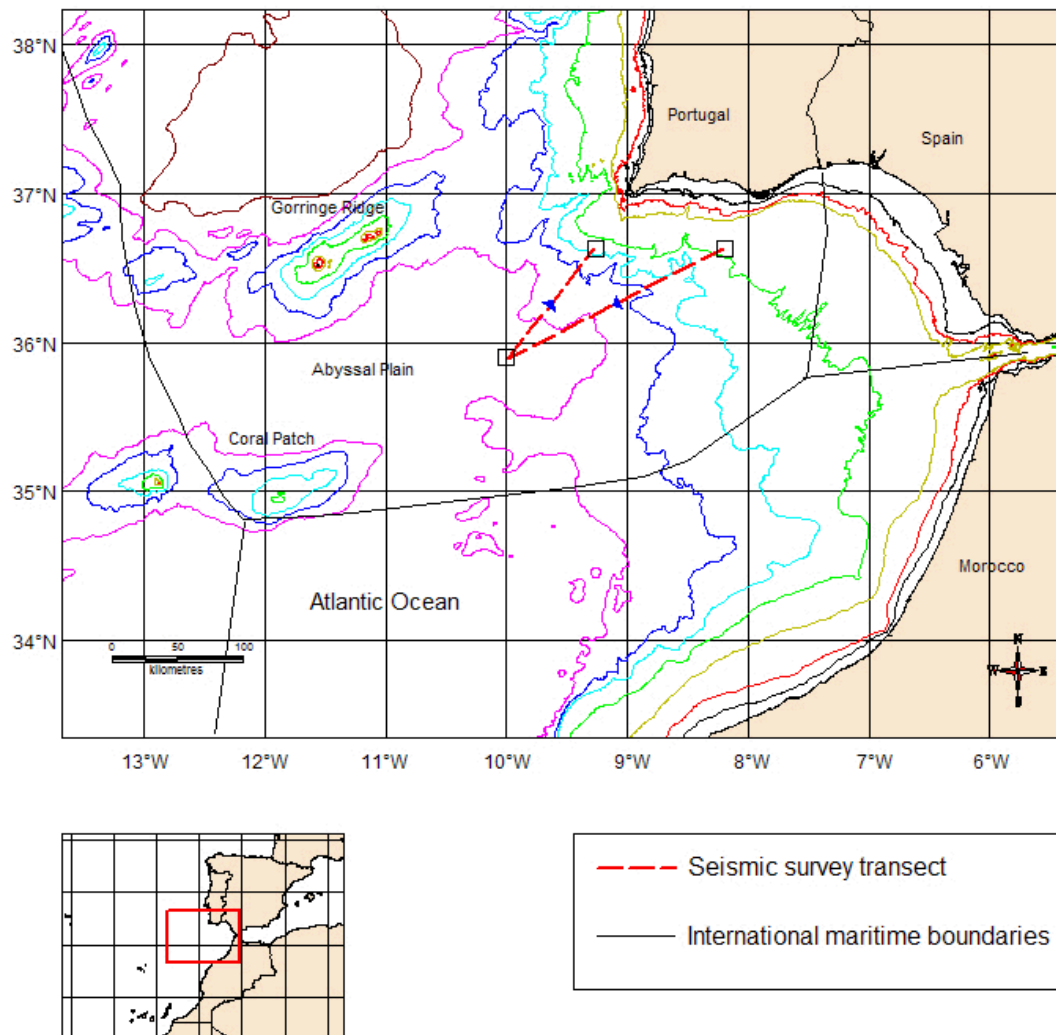 38°N
37°N
36°N
35°N
34°N
Portugal
Spain
Gorringe Ridge
Abyssal Plain
Coral Patch
Morocco
Atlantic Ocean
0 50 100
kilometres
N
W E
S
13°W 12°W 11°W 10°W 9°W 8°W 7°W 6°W
Seismic survey transect
International maritime boundaries